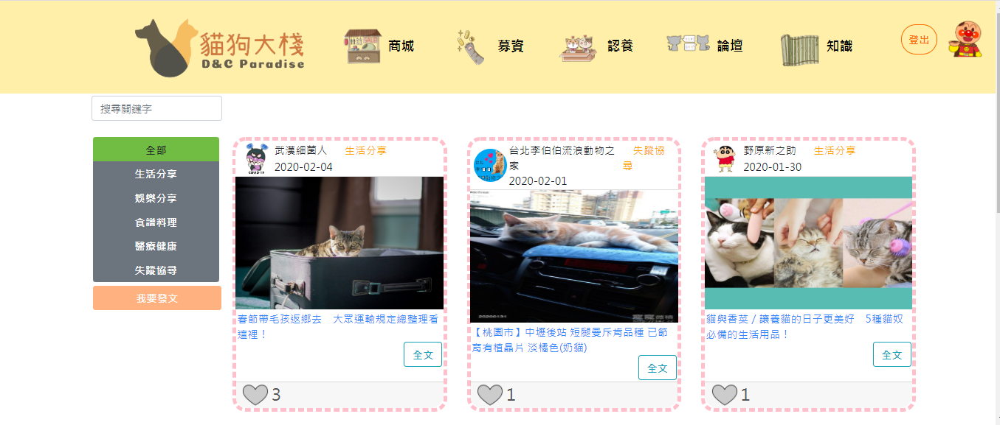 貓狗大棧
D&C Paradise
商城
募資
認養
論壇
知識
登出
搜尋關鍵字
全部
生活分享
娛樂分享
食譜料理
醫療健康
失蹤協尋
我要發文
武漢細菌人 生活分享
2020-02-04
COVID-19
春節帶毛孩返鄉去 大眾運輸規定總整理看
這裡！
全文
3
台北李伯伯流浪動物之
家
失蹤協
尋
2020-02-01
2020/01/31
【桃園市】中壢後站 短腿曼斥肯品種 已節
育有植晶片 淡橘色(奶貓)
全文
1
野原新之助 生活分享
2020-01-30
貓與香菜 / 讓養貓的日子更美好 5種貓奴
必備的生活用品！
全文
1